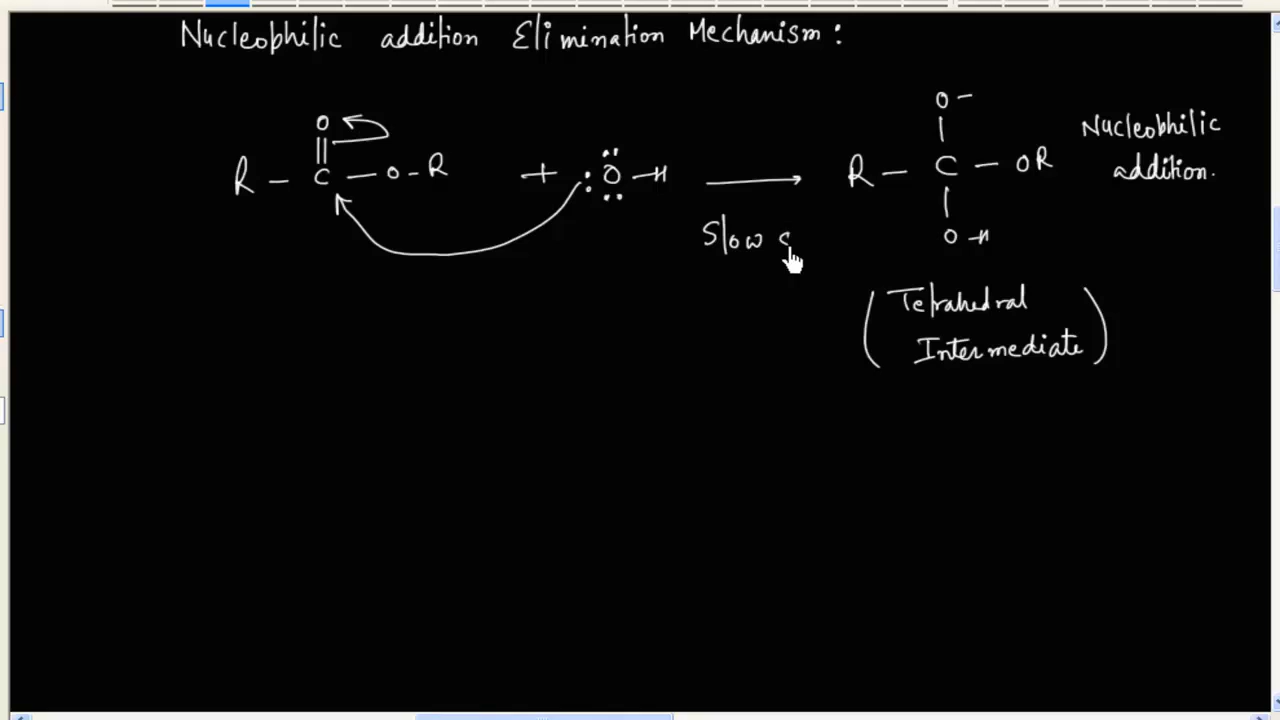 Nucleophilic addition Elimination Mechanism:
O O –
R – C – O – R + :O – H → R – C – OR Nucleophilic
addition.
Slow s O – H
(Tetrahedral
Intermediate)